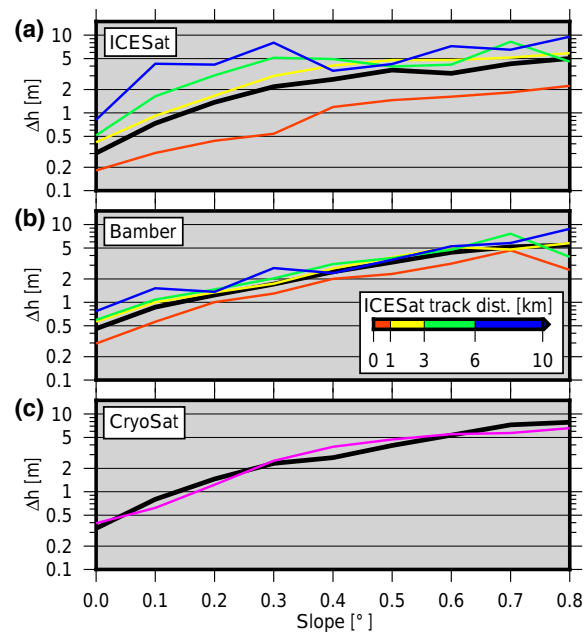 (a)
ICESat
10
5
2
1
0.5
0.2
0.1
Δh [m]
(b)
Bamber
10
5
2
1
0.5
0.2
0.1
Δh [m]
ICESat track dist. [km]
0 1 3 6 10
(c)
CryoSat
10
5
2
1
0.5
0.2
0.1
Δh [m]
0.0 0.1 0.2 0.3 0.4 0.5 0.6 0.7 0.8
Slope [°]